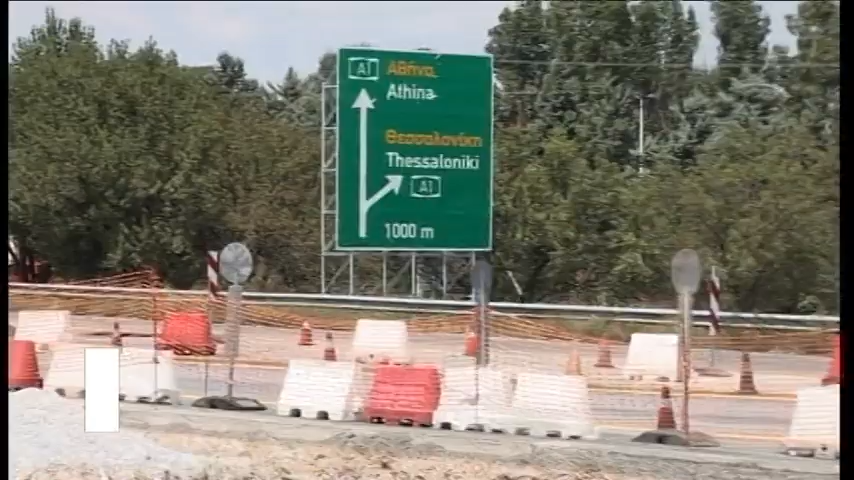 A1 Αθήνα
Athina
Θεσσαλονίκη
Thessaloniki
A1
1000 m